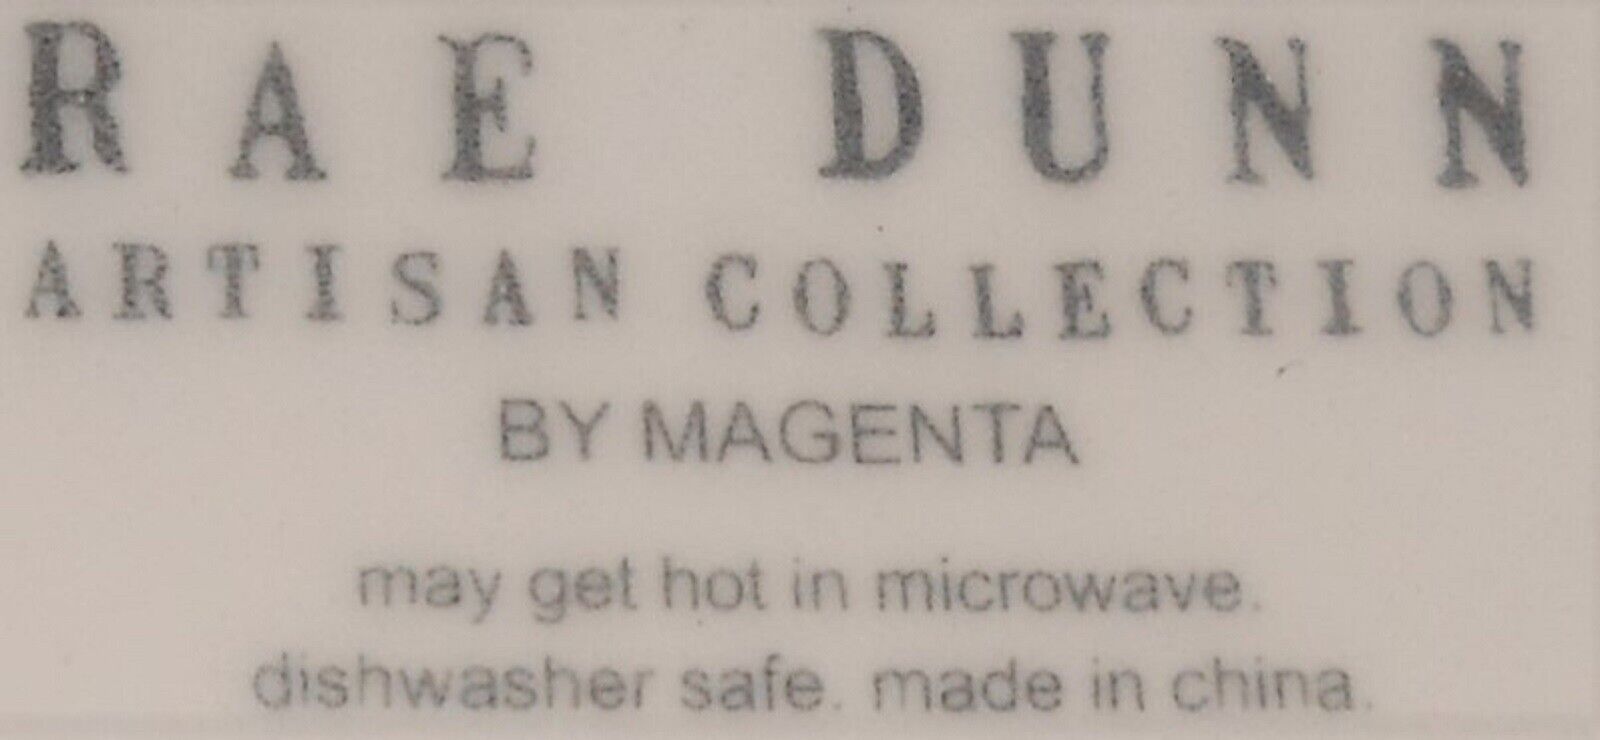 RAE DUNN
ARTISAN COLLECTION
BY MAGENTA
may get hot in microwave.
dishwasher safe. made in china.